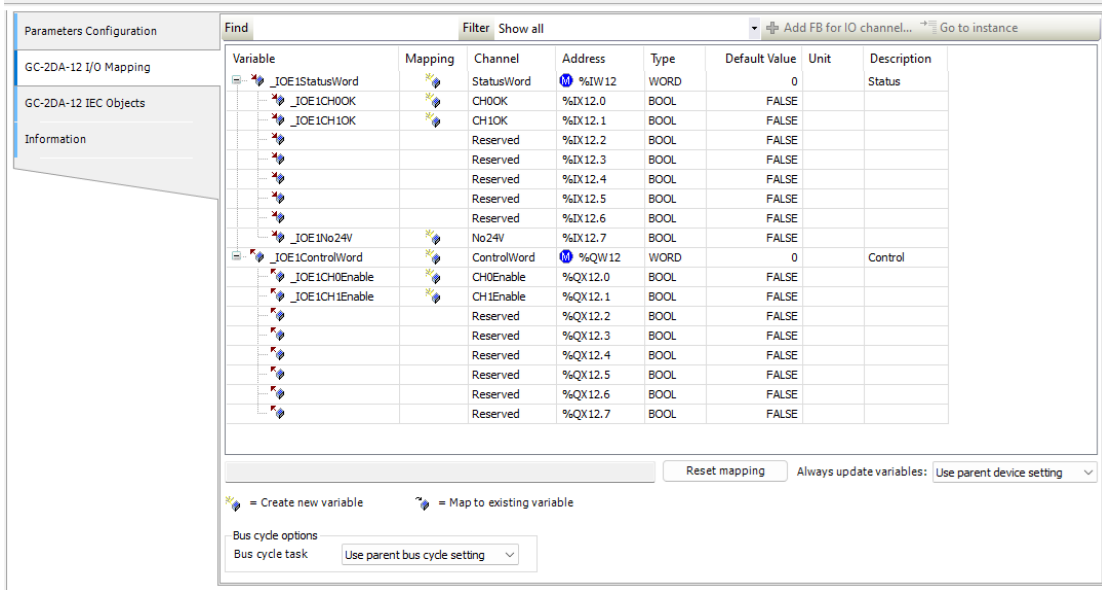 Parameters Configuration
GC-2DA-12 I/O Mapping
GC-2DA-12 IEC Objects
Information
Find Filter Show all Add FB for IO channel... Go to instance
Variable Mapping Channel Address Type Default Value Unit Description
_IOE1StatusWord StatusWord M %IW12 WORD 0 Status
_IOE1CH0OK CH0OK %IX12.0 BOOL FALSE
_IOE1CH1OK CH1OK %IX12.1 BOOL FALSE
Reserved %IX12.2 BOOL FALSE
Reserved %IX12.3 BOOL FALSE
Reserved %IX12.4 BOOL FALSE
Reserved %IX12.5 BOOL FALSE
Reserved %IX12.6 BOOL FALSE
_IOE1No24V No24V %IX12.7 BOOL FALSE
_IOE1ControlWord ControlWord M %QW12 WORD 0 Control
_IOE1CH0Enable CH0Enable %QX12.0 BOOL FALSE
_IOE1CH1Enable CH1Enable %QX12.1 BOOL FALSE
Reserved %QX12.2 BOOL FALSE
Reserved %QX12.3 BOOL FALSE
Reserved %QX12.4 BOOL FALSE
Reserved %QX12.5 BOOL FALSE
Reserved %QX12.6 BOOL FALSE
Reserved %QX12.7 BOOL FALSE
Reset mapping Always update variables: Use parent device setting
= Create new variable = Map to existing variable
Bus cycle options
Bus cycle task Use parent bus cycle setting